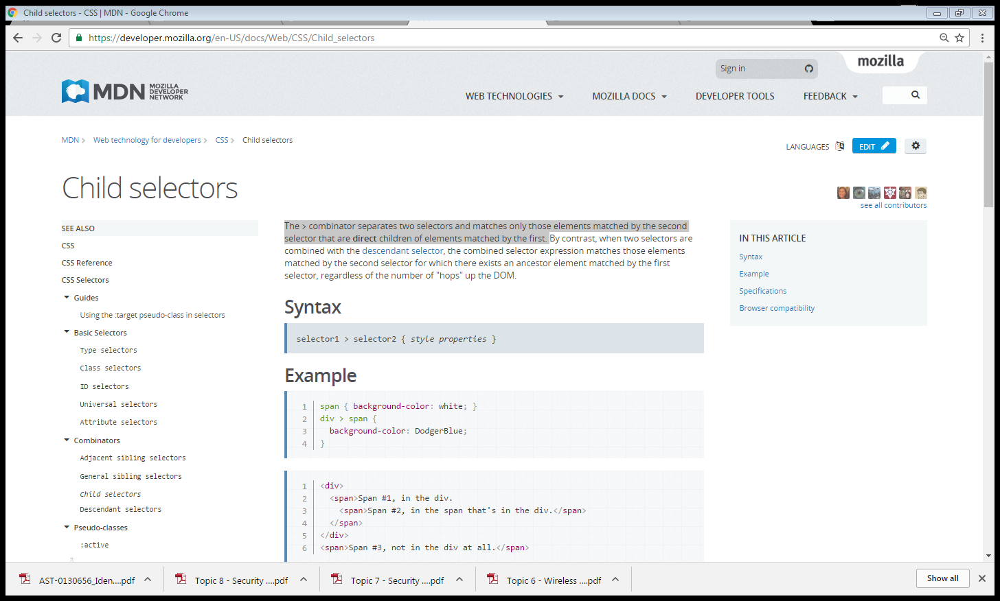 Child selectors - CSS | MDN - Google Chrome
https://developer.mozilla.org/en-US/docs/Web/CSS/Child_selectors
mozilla
Sign in
MDN MOZILLA
DEVELOPER
NETWORK
WEB TECHNOLOGIES MOZILLA DOCS DEVELOPER TOOLS FEEDBACK
MDN Web technology for developers CSS Child selectors
LANGUAGES EDIT
Child selectors
see all contributors
SEE ALSO
CSS
CSS Reference
CSS Selectors
Guides
Using the :target pseudo-class in selectors
Basic Selectors
Type selectors
Class selectors
ID selectors
Universal selectors
Attribute selectors
Combinators
Adjacent sibling selectors
General sibling selectors
Child selectors
Descendant selectors
Pseudo-classes
:active
The > combinator separates two selectors and matches only those elements matched by the second
selector that are direct children of elements matched by the first. By contrast, when two selectors are
combined with the descendant selector, the combined selector expression matches those elements
matched by the second selector for which there exists an ancestor element matched by the first
selector, regardless of the number of "hops" up the DOM.
Syntax
selector1 > selector2 { style properties }
Example
1 span { background-color: white; }
2 div > span {
3 background-color: DodgerBlue;
4 }
1 <div>
2 <span>Span #1, in the div.
3 <span>Span #2, in the span that's in the div.</span>
4 </span>
5 </div>
6 <span>Span #3, not in the div at all.</span>
IN THIS ARTICLE
Syntax
Example
Specifications
Browser compatibility
AST-0130656_Iden....pdf Topic 8 - Security ....pdf Topic 7 - Security ....pdf Topic 6 - Wireless ....pdf Show all